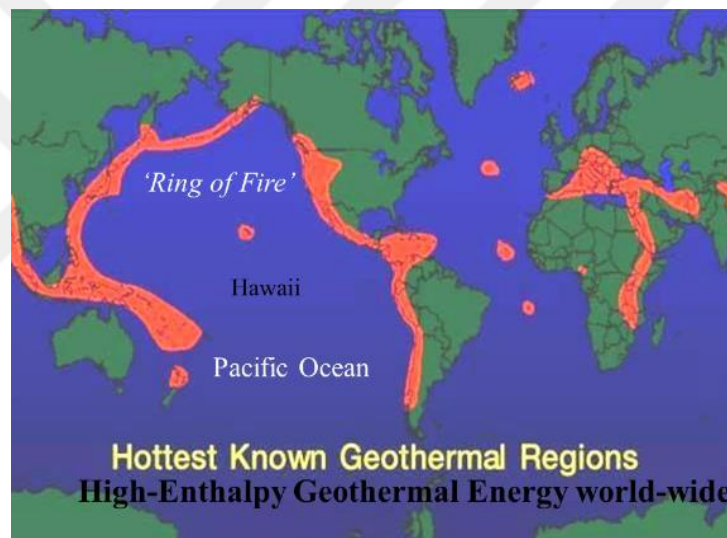 ‘Ring of Fire’
Hawaii
Pacific Ocean
Hottest Known Geothermal Regions
High-Enthalpy Geothermal Energy world-wide